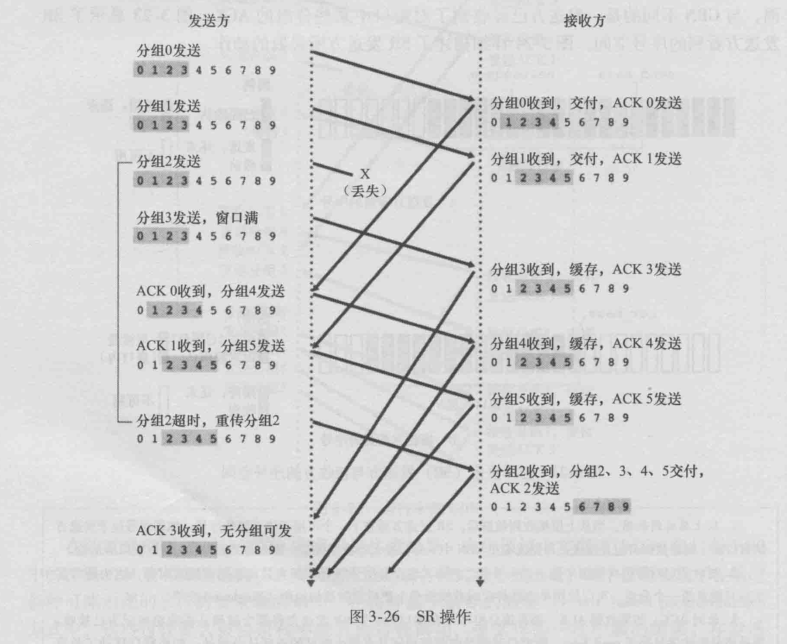 发送方
接收方
分组0发送
0 1 2 3 4 5 6 7 8 9
分组0收到，交付，ACK 0发送
0 1 2 3 4 5 6 7 8 9
分组1发送
0 1 2 3 4 5 6 7 8 9
分组1收到，交付，ACK 1发送
0 1 2 3 4 5 6 7 8 9
分组2发送
0 1 2 3 4 5 6 7 8 9
X
（丢失）
分组3发送，窗口满
0 1 2 3 4 5 6 7 8 9
分组3收到，缓存，ACK 3发送
0 1 2 3 4 5 6 7 8 9
ACK 0收到，分组4发送
0 1 2 3 4 5 6 7 8 9
分组4收到，缓存，ACK 4发送
0 1 2 3 4 5 6 7 8 9
ACK 1收到，分组5发送
0 1 2 3 4 5 6 7 8 9
分组5收到，缓存，ACK 5发送
0 1 2 3 4 5 6 7 8 9
分组2超时，重传分组2
0 1 2 3 4 5 6 7 8 9
分组2收到，分组2、3、4、5交付，
ACK 2发送
0 1 2 3 4 5 6 7 8 9
ACK 3收到，无分组可发
0 1 2 3 4 5 6 7 8 9
图 3-26 SR 操作